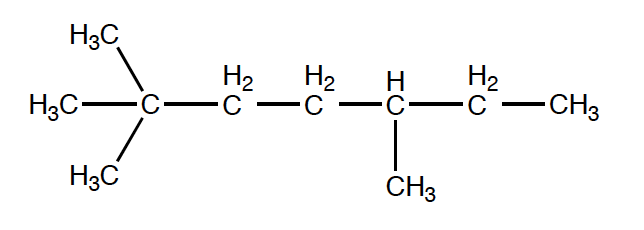 H₃C
H₂ H₂ H H₂
H₃C C C C C C CH₃
H₃C CH₃